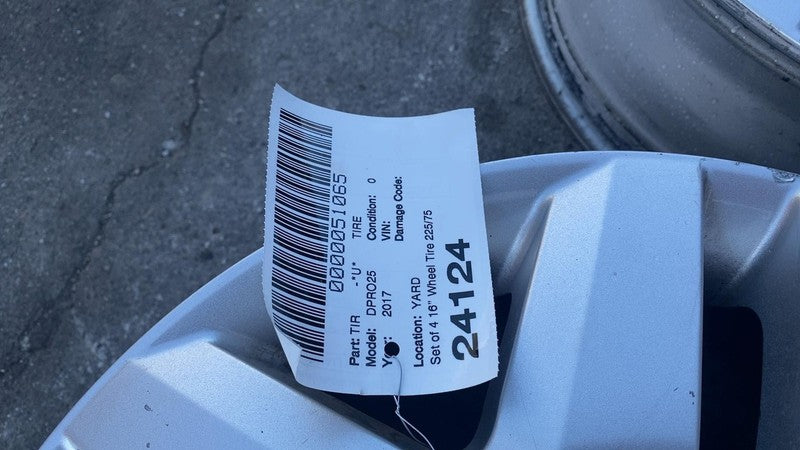 0000051065
Part: TIR -*U* TIRE
Model: DPRO25 Condition: 0
Year: 2017 VIN:
Damage Code:
Location: YARD
Set of 4 16" Wheel Tire 225/75
24124